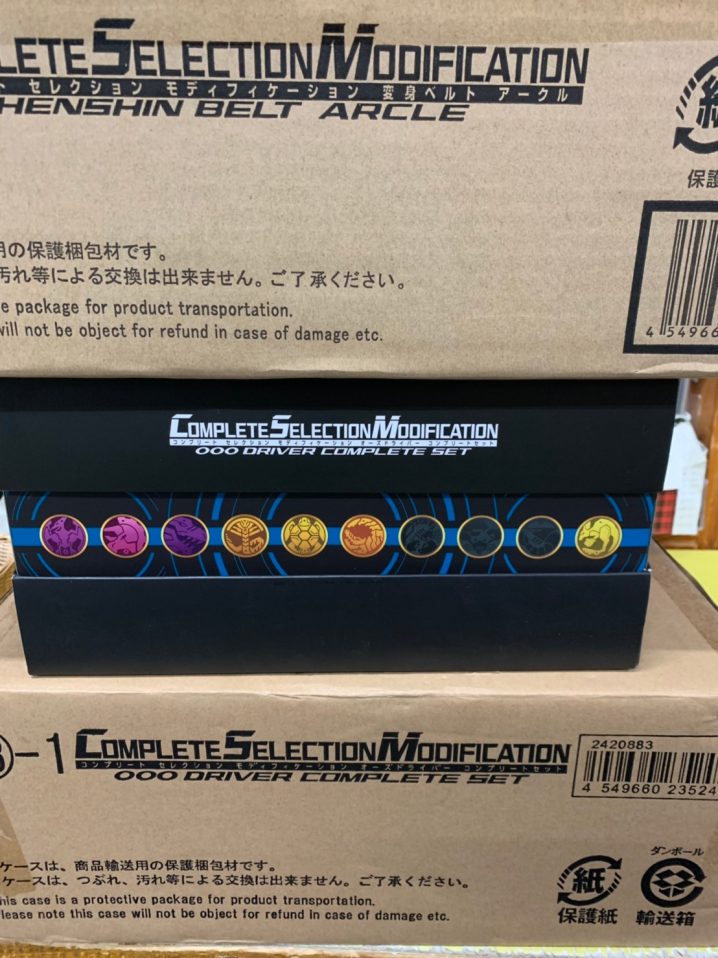 LETE SELECTION MODIFICATION
ト セレクション モディフィケーション 変身ベルト アークル
HENSHIN BELT ARCLE
紙
保護
用の保護梱包材です。
汚れ等による交換は出来ません。ご了承ください。
e package for product transportation.
will not be object for refund in case of damage etc.
4 54966
COMPLETE SELECTION MODIFICATION
コンプリート セレクション モディフィケーション オーズドライバー コンプリートセット
OOO DRIVER COMPLETE SET
-1 COMPLETE SELECTION MODIFICATION
コンプリート セレクション モディフィケーション オーズドライバー コンプリートセット
OOO DRIVER COMPLETE SET
2420883
4 549660 23524
ケースは、商品輸送用の保護梱包材です。
ケースは、つぶれ、汚れ等による交換は出来ません。ご了承ください。
his case is a protective package for product transportation.
lease note this case will not be object for refund in case of damage etc.
紙
保護紙
ダンボール
輸送箱